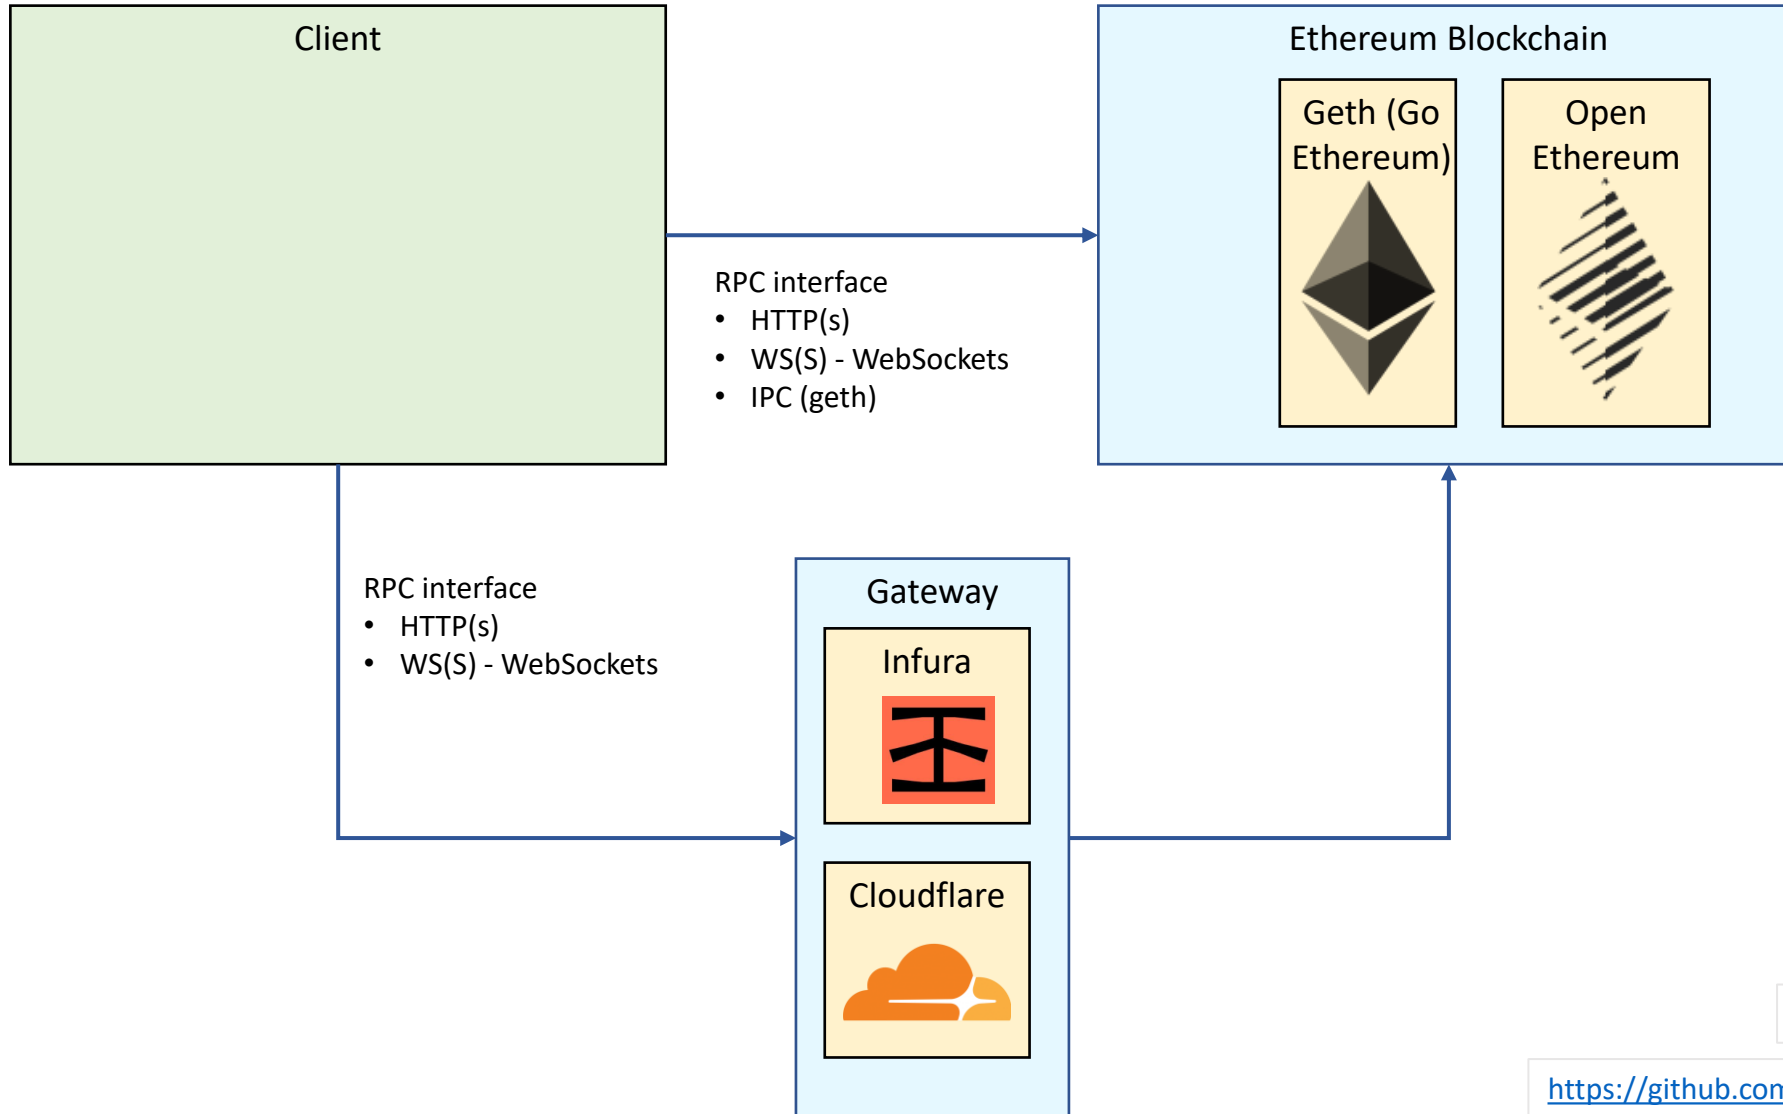 Client
Ethereum Blockchain
Geth (Go
Ethereum)
Open
Ethereum
RPC interface
• HTTP(s)
• WS(S) - WebSockets
• IPC (geth)
RPC interface
• HTTP(s)
• WS(S) - WebSockets
Gateway
Infura
Cloudflare
https://github.com